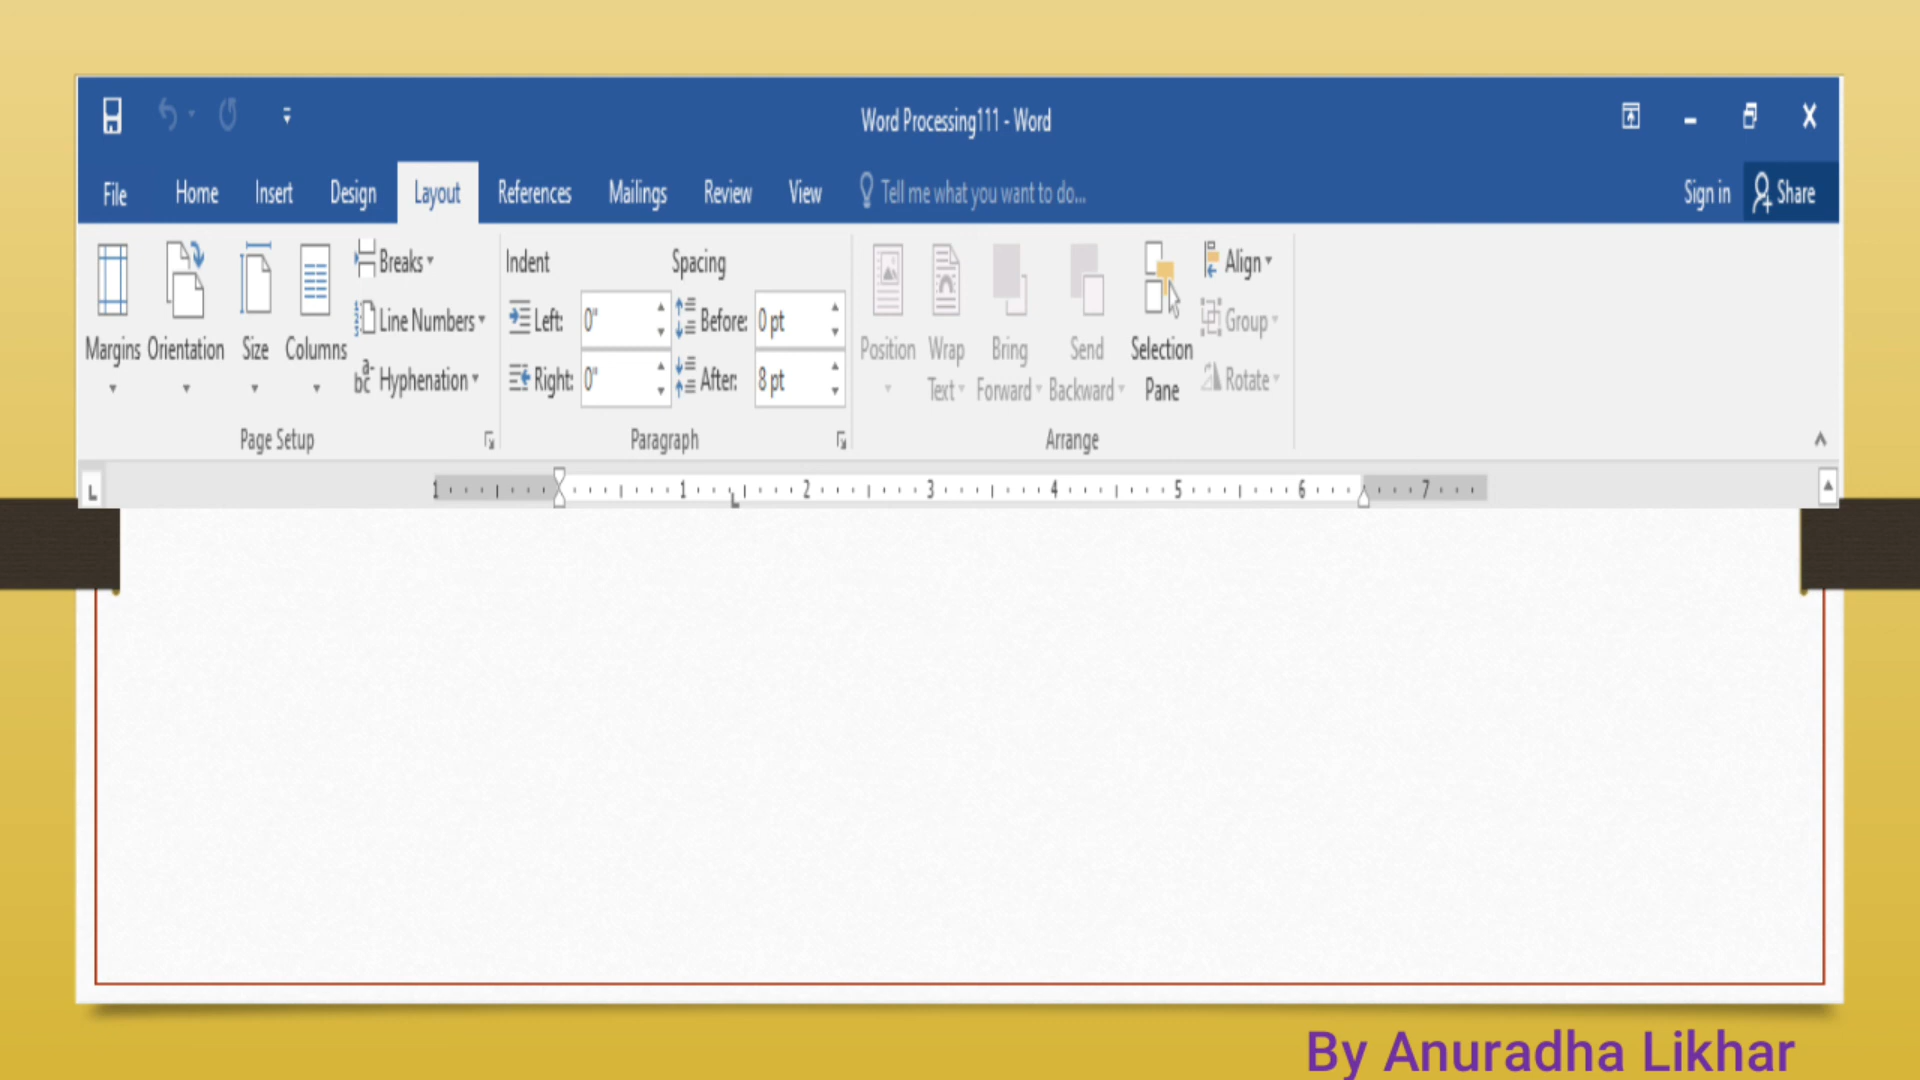 Word Processing111 - Word
File Home Insert Design Layout References Mailings Review View Tell me what you want to do... Sign in Share
Margins Orientation Size Columns
Breaks
Line Numbers
bc a- Hyphenation
Page Setup
Indent Spacing
Left: 0" Before: 0 pt
Right: 0" After: 8 pt
Paragraph
Position Wrap Text Bring Forward Send Backward Selection Pane
Align
Group
Rotate
Arrange
L 1 1 2 3 4 5 6 7
By Anuradha Likhar